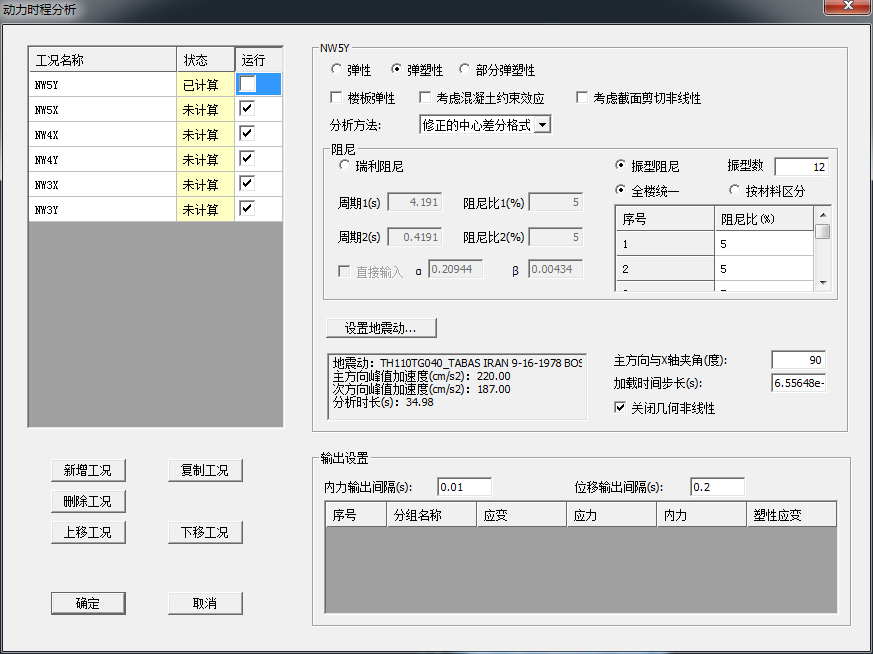 动力时程分析
工况名称 状态 运行
NW5Y 已计算
NW5X 未计算
NW4X 未计算
NW4Y 未计算
NW3X 未计算
NW3Y 未计算
新增工况 复制工况
删除工况
上移工况 下移工况
确定 取消
NW5Y
弹性 弹塑性 部分弹塑性
楼板弹性 考虑混凝土约束效应 考虑截面剪切非线性
分析方法: 修正的中心差分格式
阻尼
瑞利阻尼 振型阻尼 振型数 12
全楼统一 按材料区分
周期1(s) 4.191 阻尼比1(%) 5
周期2(s) 0.4191 阻尼比2(%) 5
直接输入 α 0.20944 β 0.00434
序号 阻尼比(%)
1 5
2 5
设置地震动...
地震动: TH110TG040_TABAS IRAN 9-16-1978 BOS
主方向峰值加速度(cm/s2): 220.00
次方向峰值加速度(cm/s2): 187.00
分析时长(s): 34.98
主方向与X轴夹角(度): 90
加载时间步长(s): 6.55648e-
关闭几何非线性
输出设置
内力输出间隔(s): 0.01 位移输出间隔(s): 0.2
序号 分组名称 应变 应力 内力 塑性应变